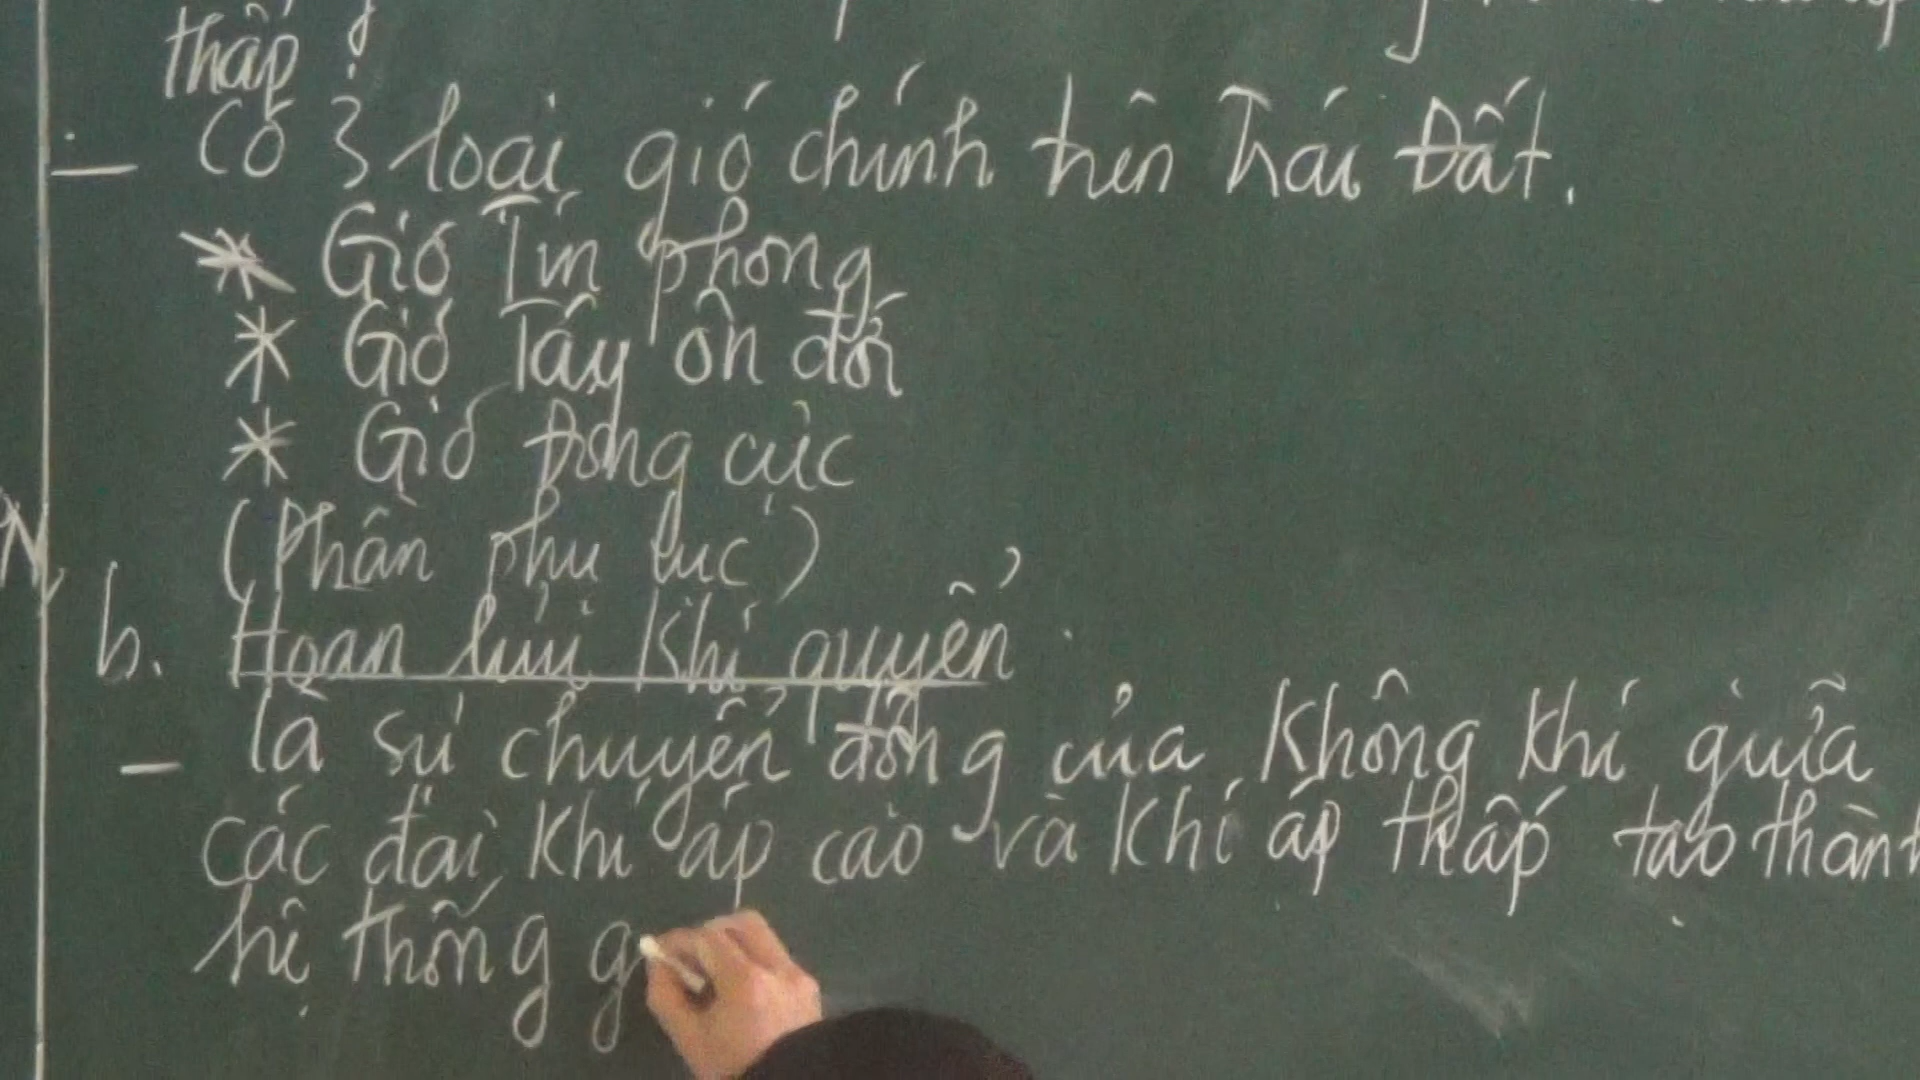 thấp
- Có 3 loại gió chính trên Trái Đất.
* Gió Tín phong
* Gió Tây ôn đới
* Gió Đông cực
(Phần phụ lục)
b. Hoàn lưu khí quyển.
- là sự chuyển động của không khí giữa
các đai khí áp cao và khí áp thấp tạo thành
hệ thống g